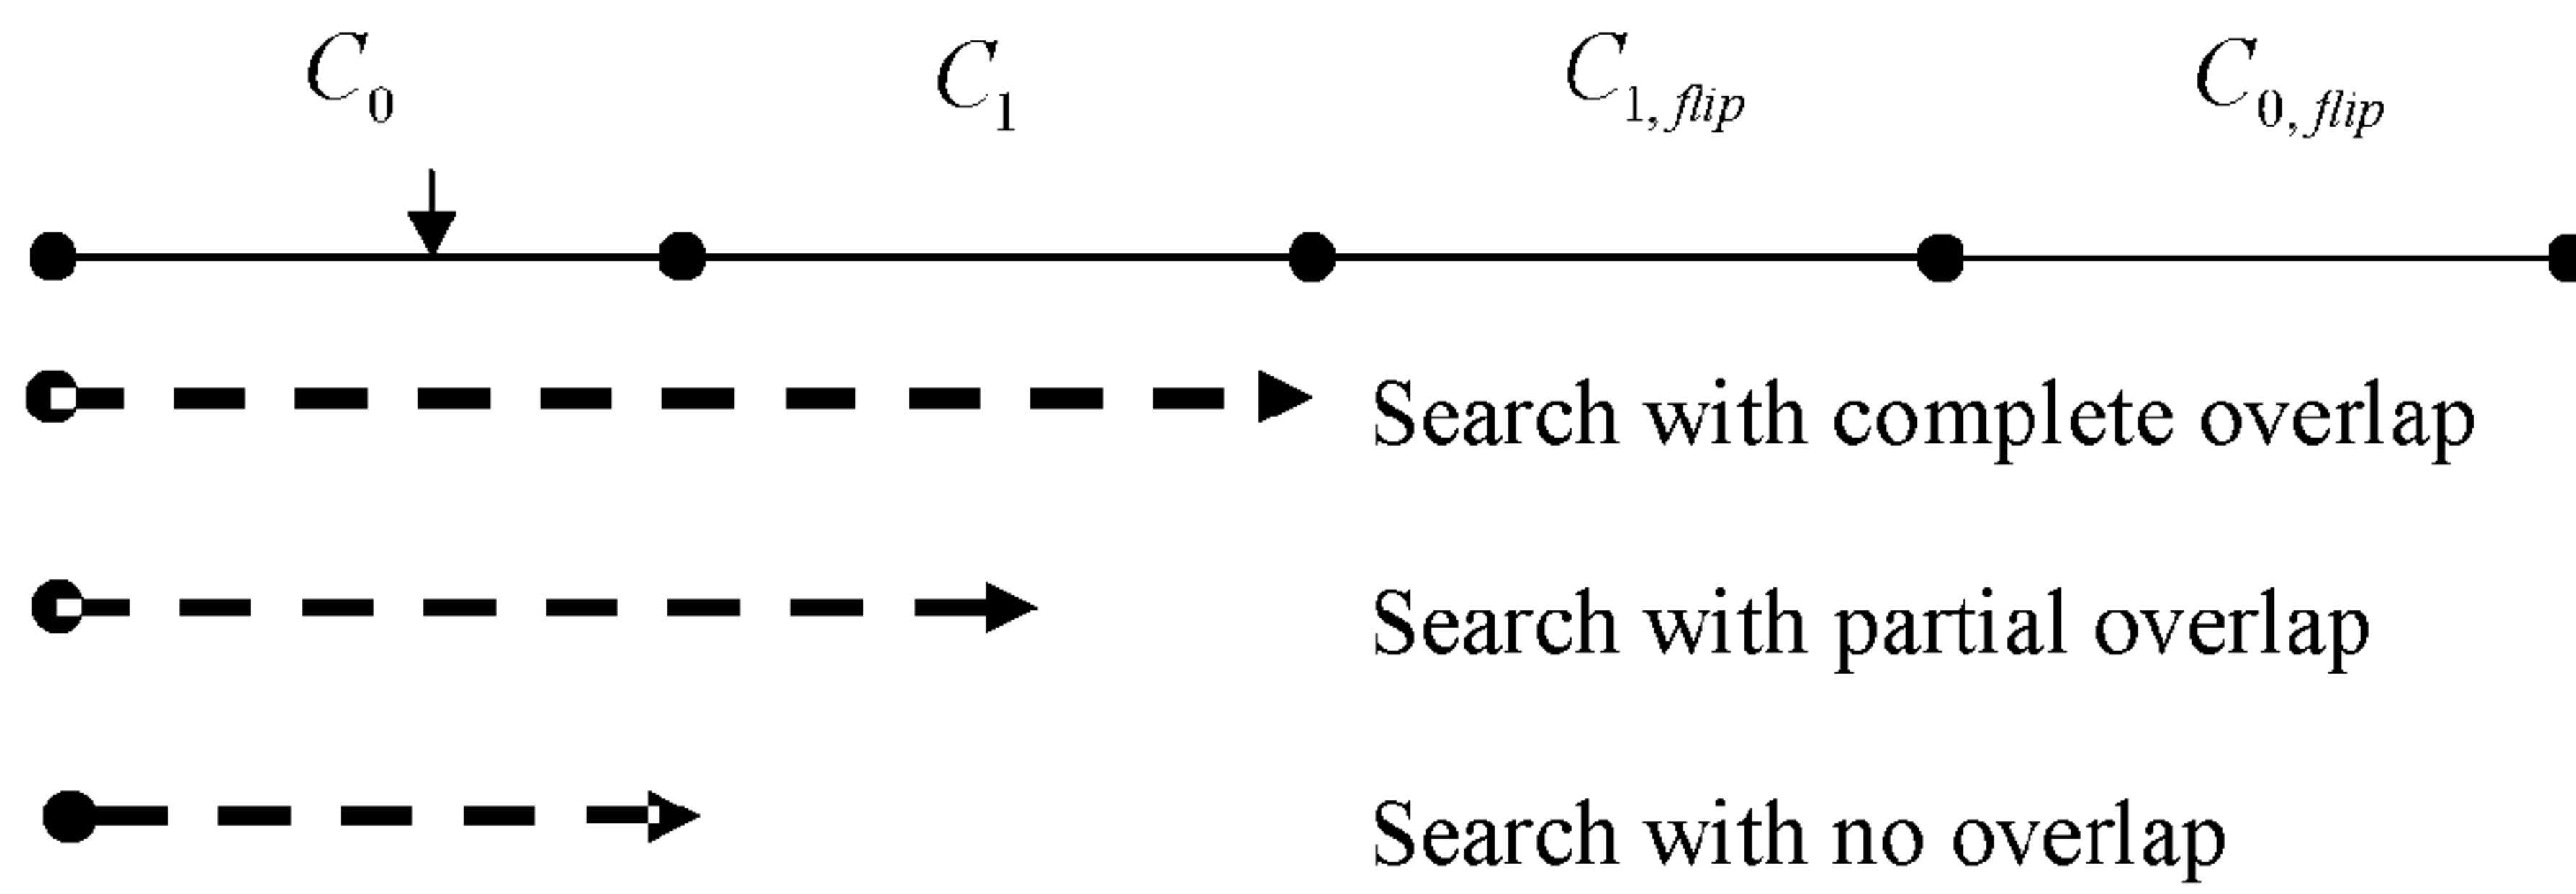 C0 C1 C1, flip C0, flip
Search with complete overlap
Search with partial overlap
Search with no overlap